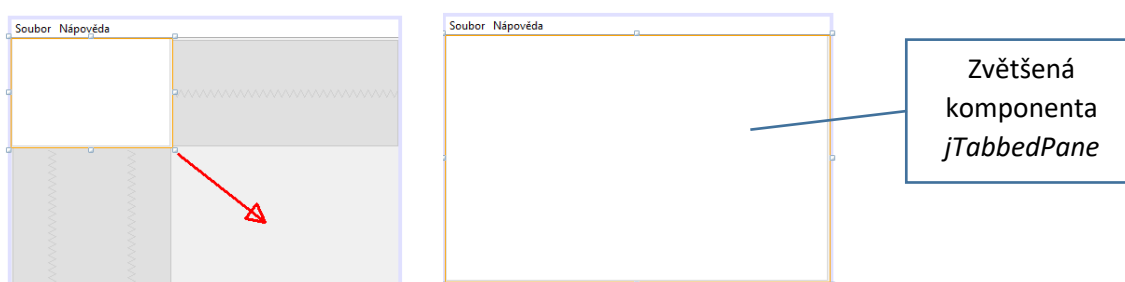 Soubor Nápověda
Soubor Nápověda
Zvětšená
komponenta
jTabbedPane